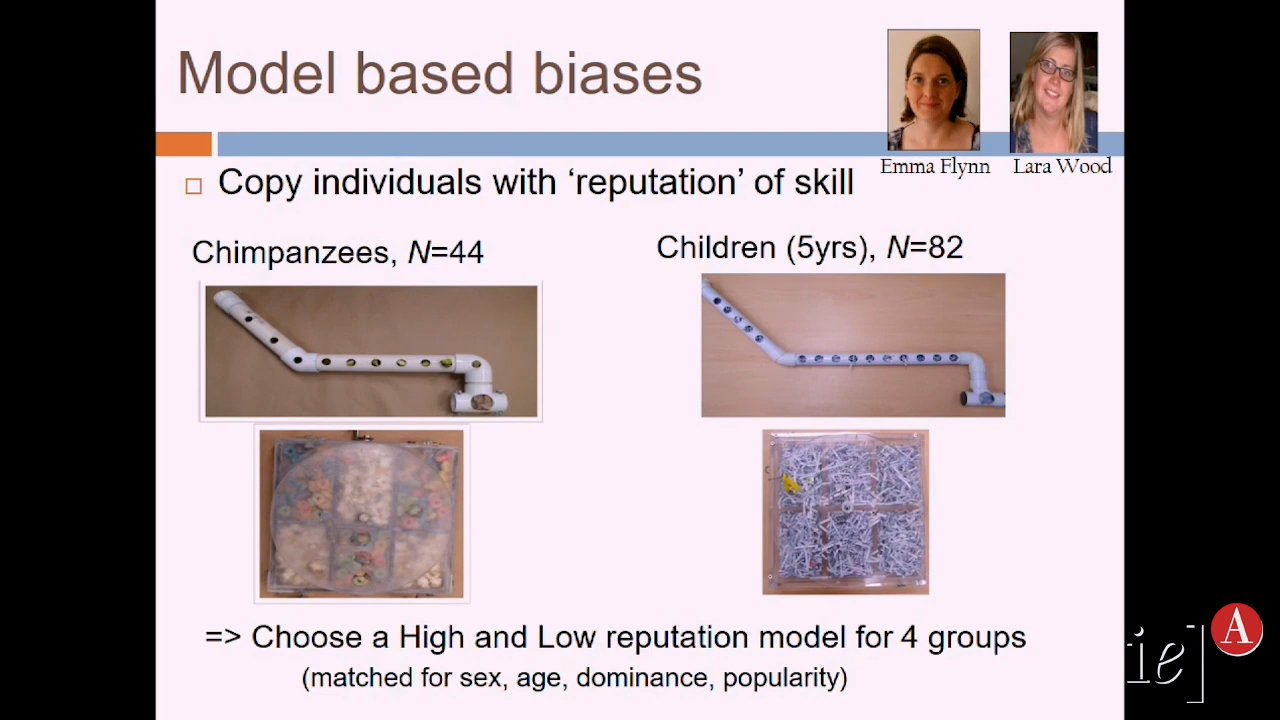 Model based biases
Emma Flynn
Lara Wood
Copy individuals with ‘reputation’ of skill
Chimpanzees, N=44
Children (5yrs), N=82
=> Choose a High and Low reputation model for 4 groups
(matched for sex, age, dominance, popularity)
ie]
A